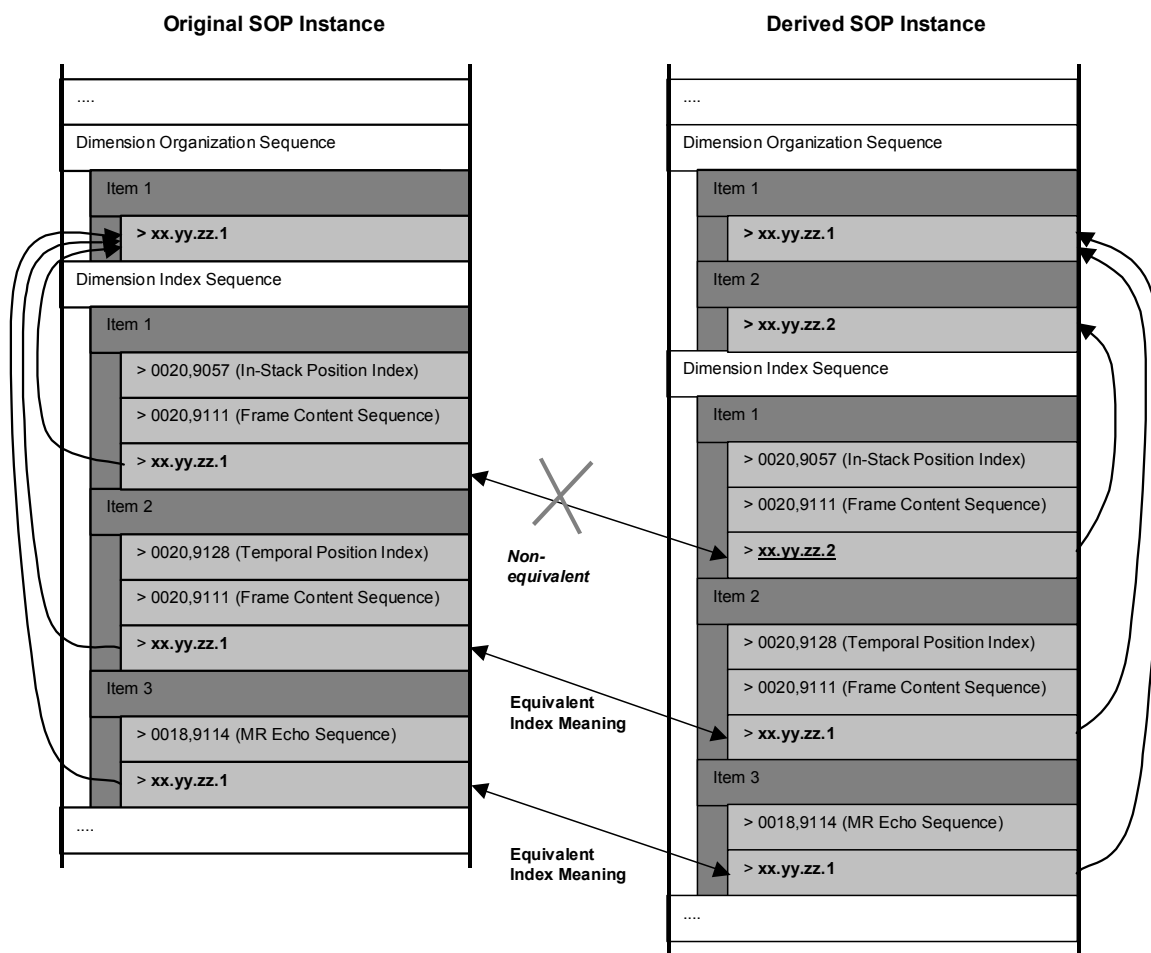 Original SOP Instance
....
Dimension Organization Sequence
Item 1
> xx.yy.zz.1
Dimension Index Sequence
Item 1
> 0020,9057 (In-Stack Position Index)
> 0020,9111 (Frame Content Sequence)
> xx.yy.zz.1
Item 2
> 0020,9128 (Temporal Position Index)
> 0020,9111 (Frame Content Sequence)
> xx.yy.zz.1
Item 3
> 0018,9114 (MR Echo Sequence)
> xx.yy.zz.1
....
Non-
equivalent
Equivalent
Index Meaning
Equivalent
Index Meaning
Derived SOP Instance
....
Dimension Organization Sequence
Item 1
> xx.yy.zz.1
Item 2
> xx.yy.zz.2
Dimension Index Sequence
Item 1
> 0020,9057 (In-Stack Position Index)
> 0020,9111 (Frame Content Sequence)
> xx.yy.zz.2
Item 2
> 0020,9128 (Temporal Position Index)
> 0020,9111 (Frame Content Sequence)
> xx.yy.zz.1
Item 3
> 0018,9114 (MR Echo Sequence)
> xx.yy.zz.1
....